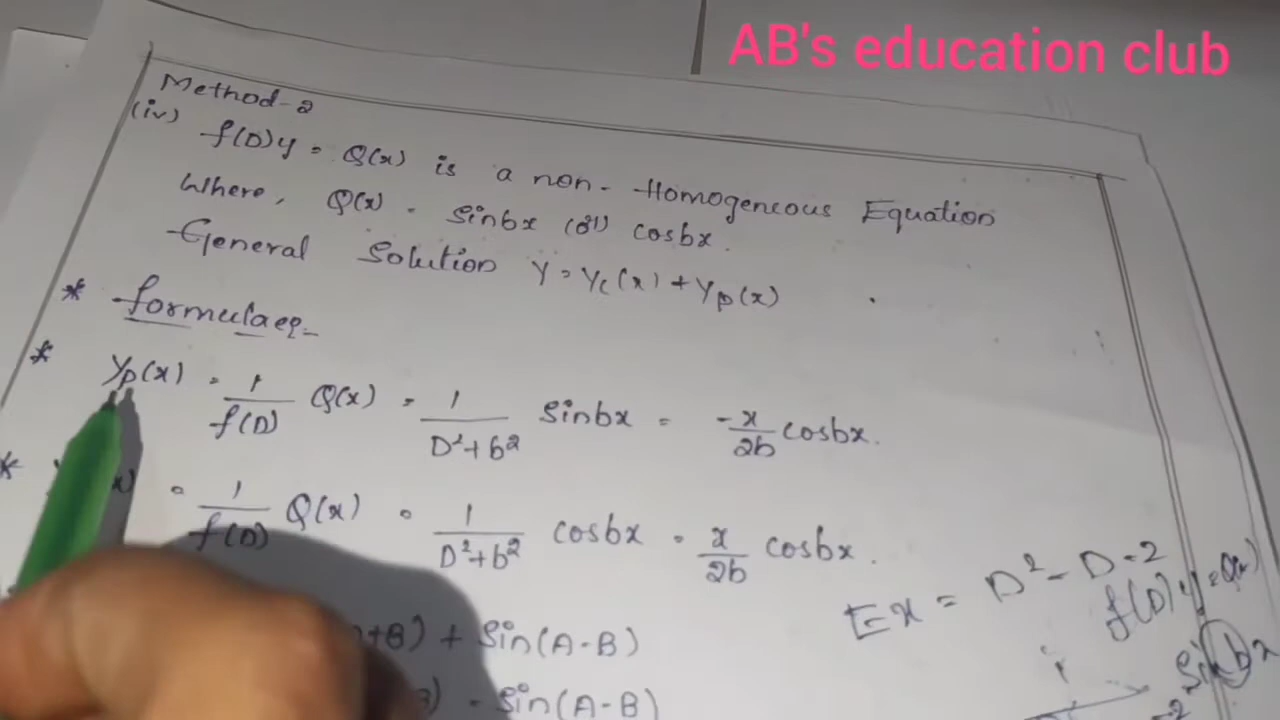 AB's education club
Method-2
(iv) f(D)y = Q(x) is a non-Homogeneous Equation
Where, Q(x) = Sinbx (or) cosbx.
General Solution Y = Yc(x) + Yp(x)
* formulae:-
* Yp(x) = 1/f(D) Q(x) = 1/(D²+b²) Sinbx = -x/2b cosbx.
* = 1/f(D) Q(x) = 1/(D²+b²) cosbx = x/2b cosbx.
+B) + Sin(A-B)
B) - Sin(A-B)
Ex = D² - D - 2
f(D)y = Q(x)
Sinbx